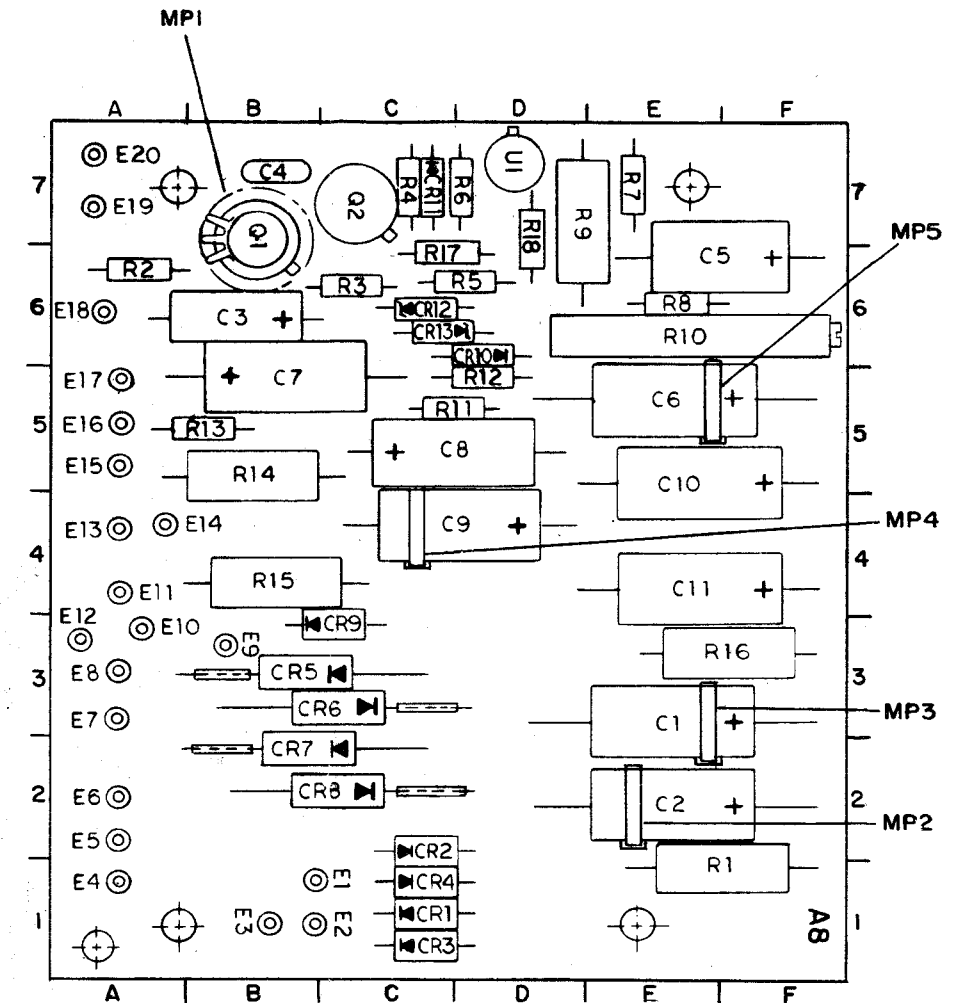 MP1
A B C D E F
E20 C4 R4 CR11 R6 U1 R7
7 7
E19 Q2 R18 R9
Q1 MP5
R17 C5 +
R2 R3 R5
6 E18 C3 + CR12 R8 6
CR13 R10
CR10
E17 + C7 R12 C6 +
R11
5 E16 R13 5
+ C8
E15 R14 C10 +
E13 E14 C9 + MP4
4 4
E11 R15 C11 +
E12 E10 CR9
E9 R16
E8 CR5
3 3
CR6
E7 C1 + MP3
CR7
2 E6 CR8 C2 + 2
MP2
E5 CR2
R1
E4 E1 CR4
1 E3 E2 CR1 A8 1
CR3
A B C D E F